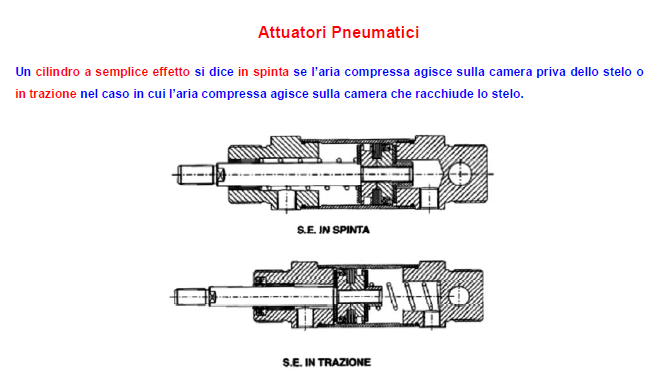 Attuatori Pneumatici
Un cilindro a semplice effetto si dice in spinta se l'aria compressa agisce sulla camera priva dello stelo o
in trazione nel caso in cui l'aria compressa agisce sulla camera che racchiude lo stelo.
S.E. IN SPINTA
S.E. IN TRAZIONE